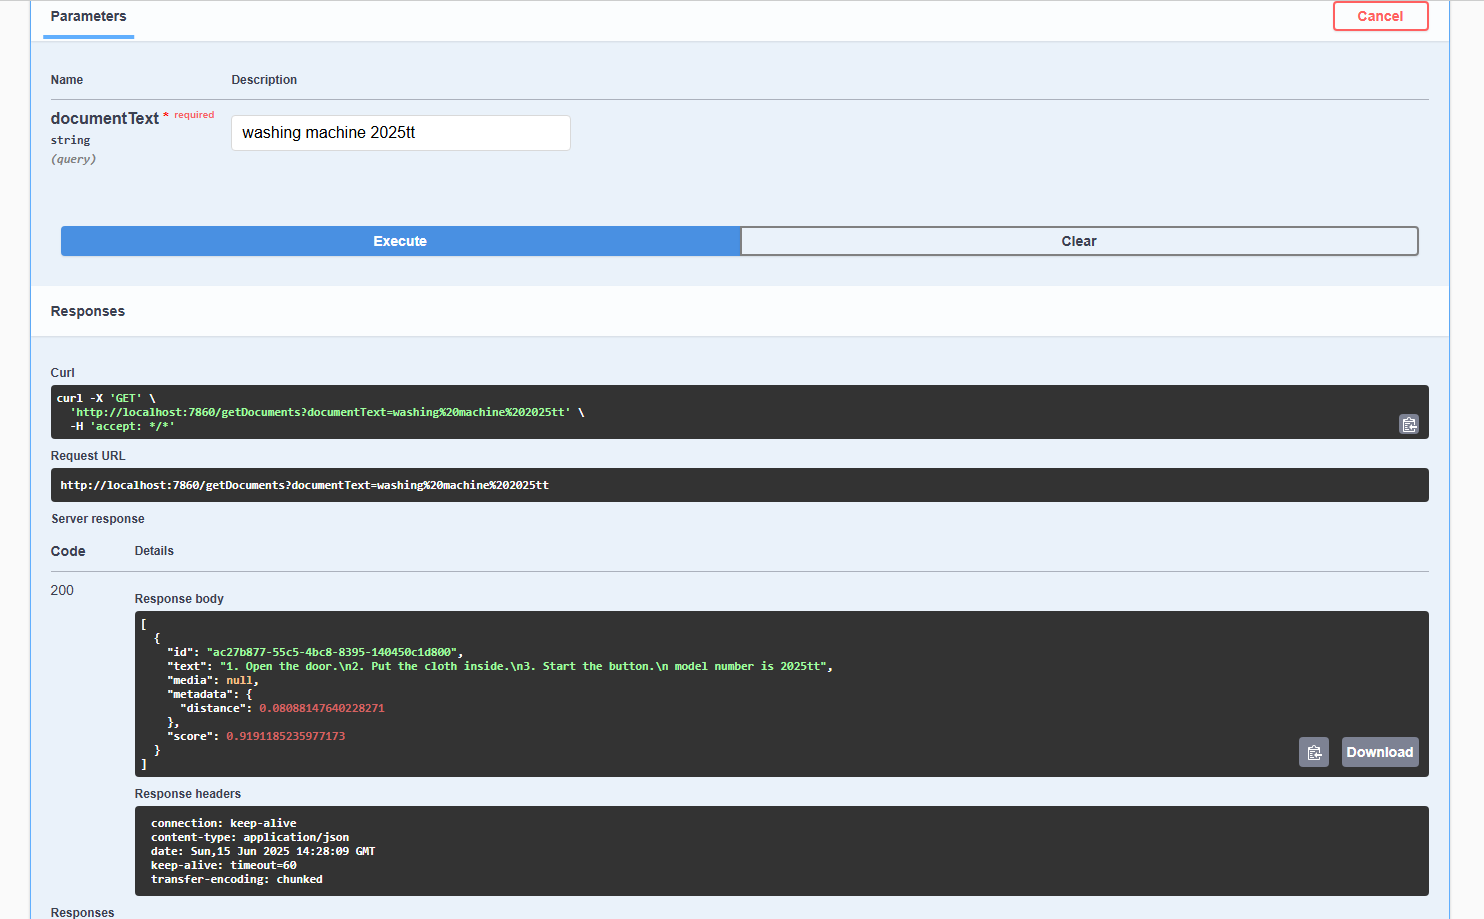 Parameters
Cancel
Name Description
documentText * required
string
(query)
washing machine 2025tt
Execute Clear
Responses
Curl
curl -X 'GET' \
'http://localhost:7860/getDocuments?documentText=washing%20machine%202025tt' \
-H 'accept: */*'
Request URL
http://localhost:7860/getDocuments?documentText=washing%20machine%202025tt
Server response
Code Details
200
Response body
[
{
"id": "ac27b877-55c5-4bc8-8395-140450c1d800",
"text": "1. Open the door.\n2. Put the cloth inside.\n3. Start the button.\n model number is 2025tt",
"media": null,
"metadata": {
"distance": 0.08088147640228271
},
"score": 0.9191185235977173
}
]
Download
Response headers
connection: keep-alive
content-type: application/json
date: Sun,15 Jun 2025 14:28:09 GMT
keep-alive: timeout=60
transfer-encoding: chunked
Responses